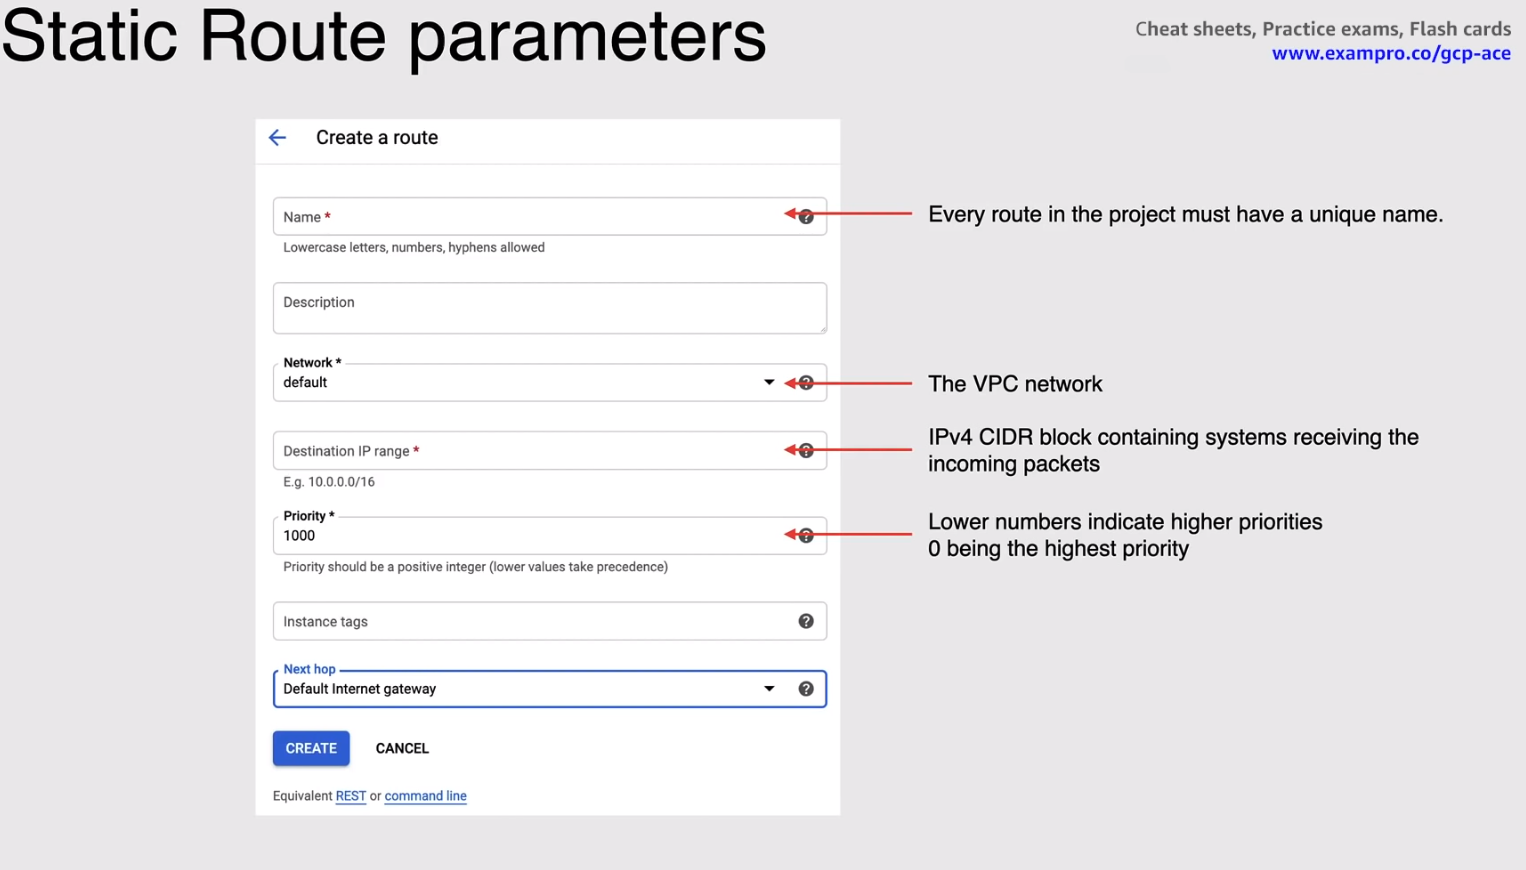 Static Route parameters
Cheat sheets, Practice exams, Flash cards
www.exampro.co/gcp-ace
Create a route
Name *
Lowercase letters, numbers, hyphens allowed
Every route in the project must have a unique name.
Description
Network *
default
The VPC network
Destination IP range *
E.g. 10.0.0.0/16
IPv4 CIDR block containing systems receiving the
incoming packets
Priority *
1000
Priority should be a positive integer (lower values take precedence)
Lower numbers indicate higher priorities
0 being the highest priority
Instance tags
Next hop
Default Internet gateway
CREATE CANCEL
Equivalent REST or command line